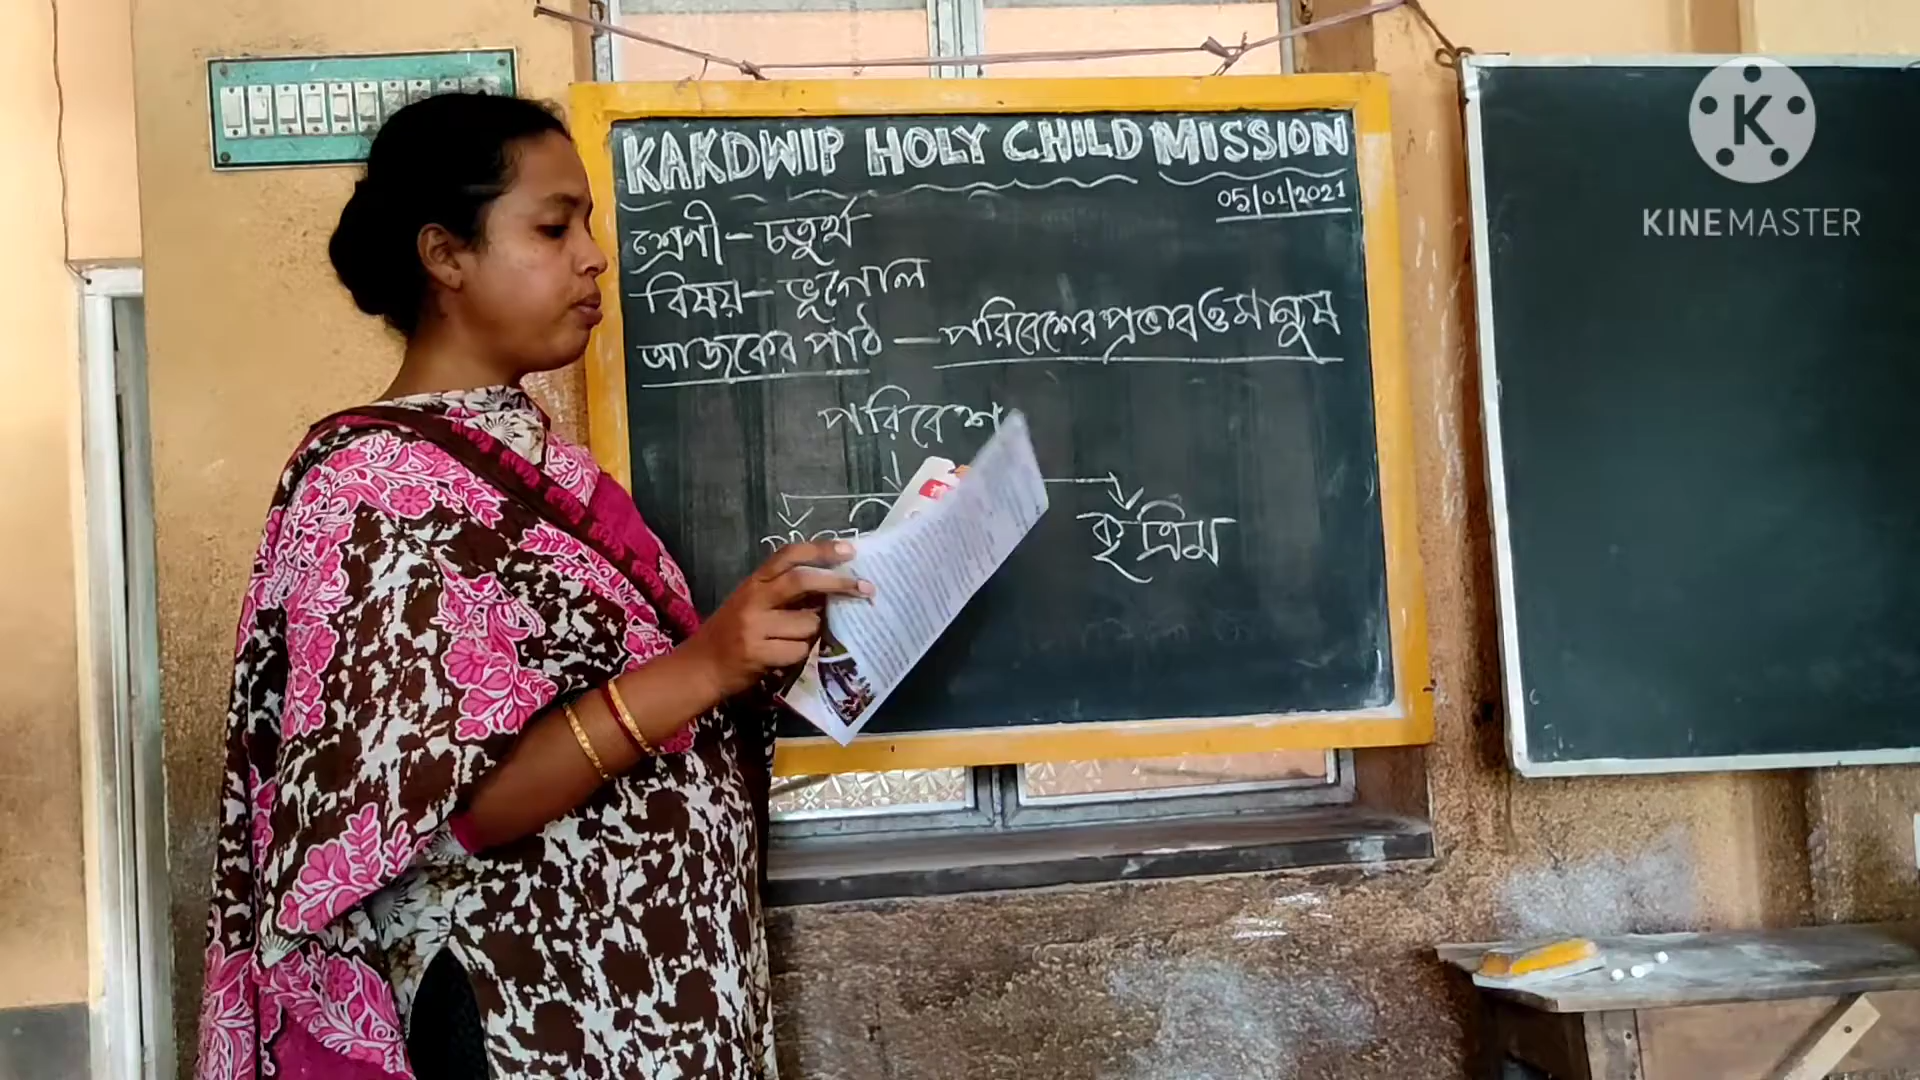 KAKDWIP HOLY CHILD MISSION
05/01/2021
শ্রেণী - চতুর্থ
বিষয় - ভূগোল
আজকের পাঠ — পরিবেশের প্রভাব ও মানুষ
পরিবেশ
কৃত্রিম
K
KINEMASTER